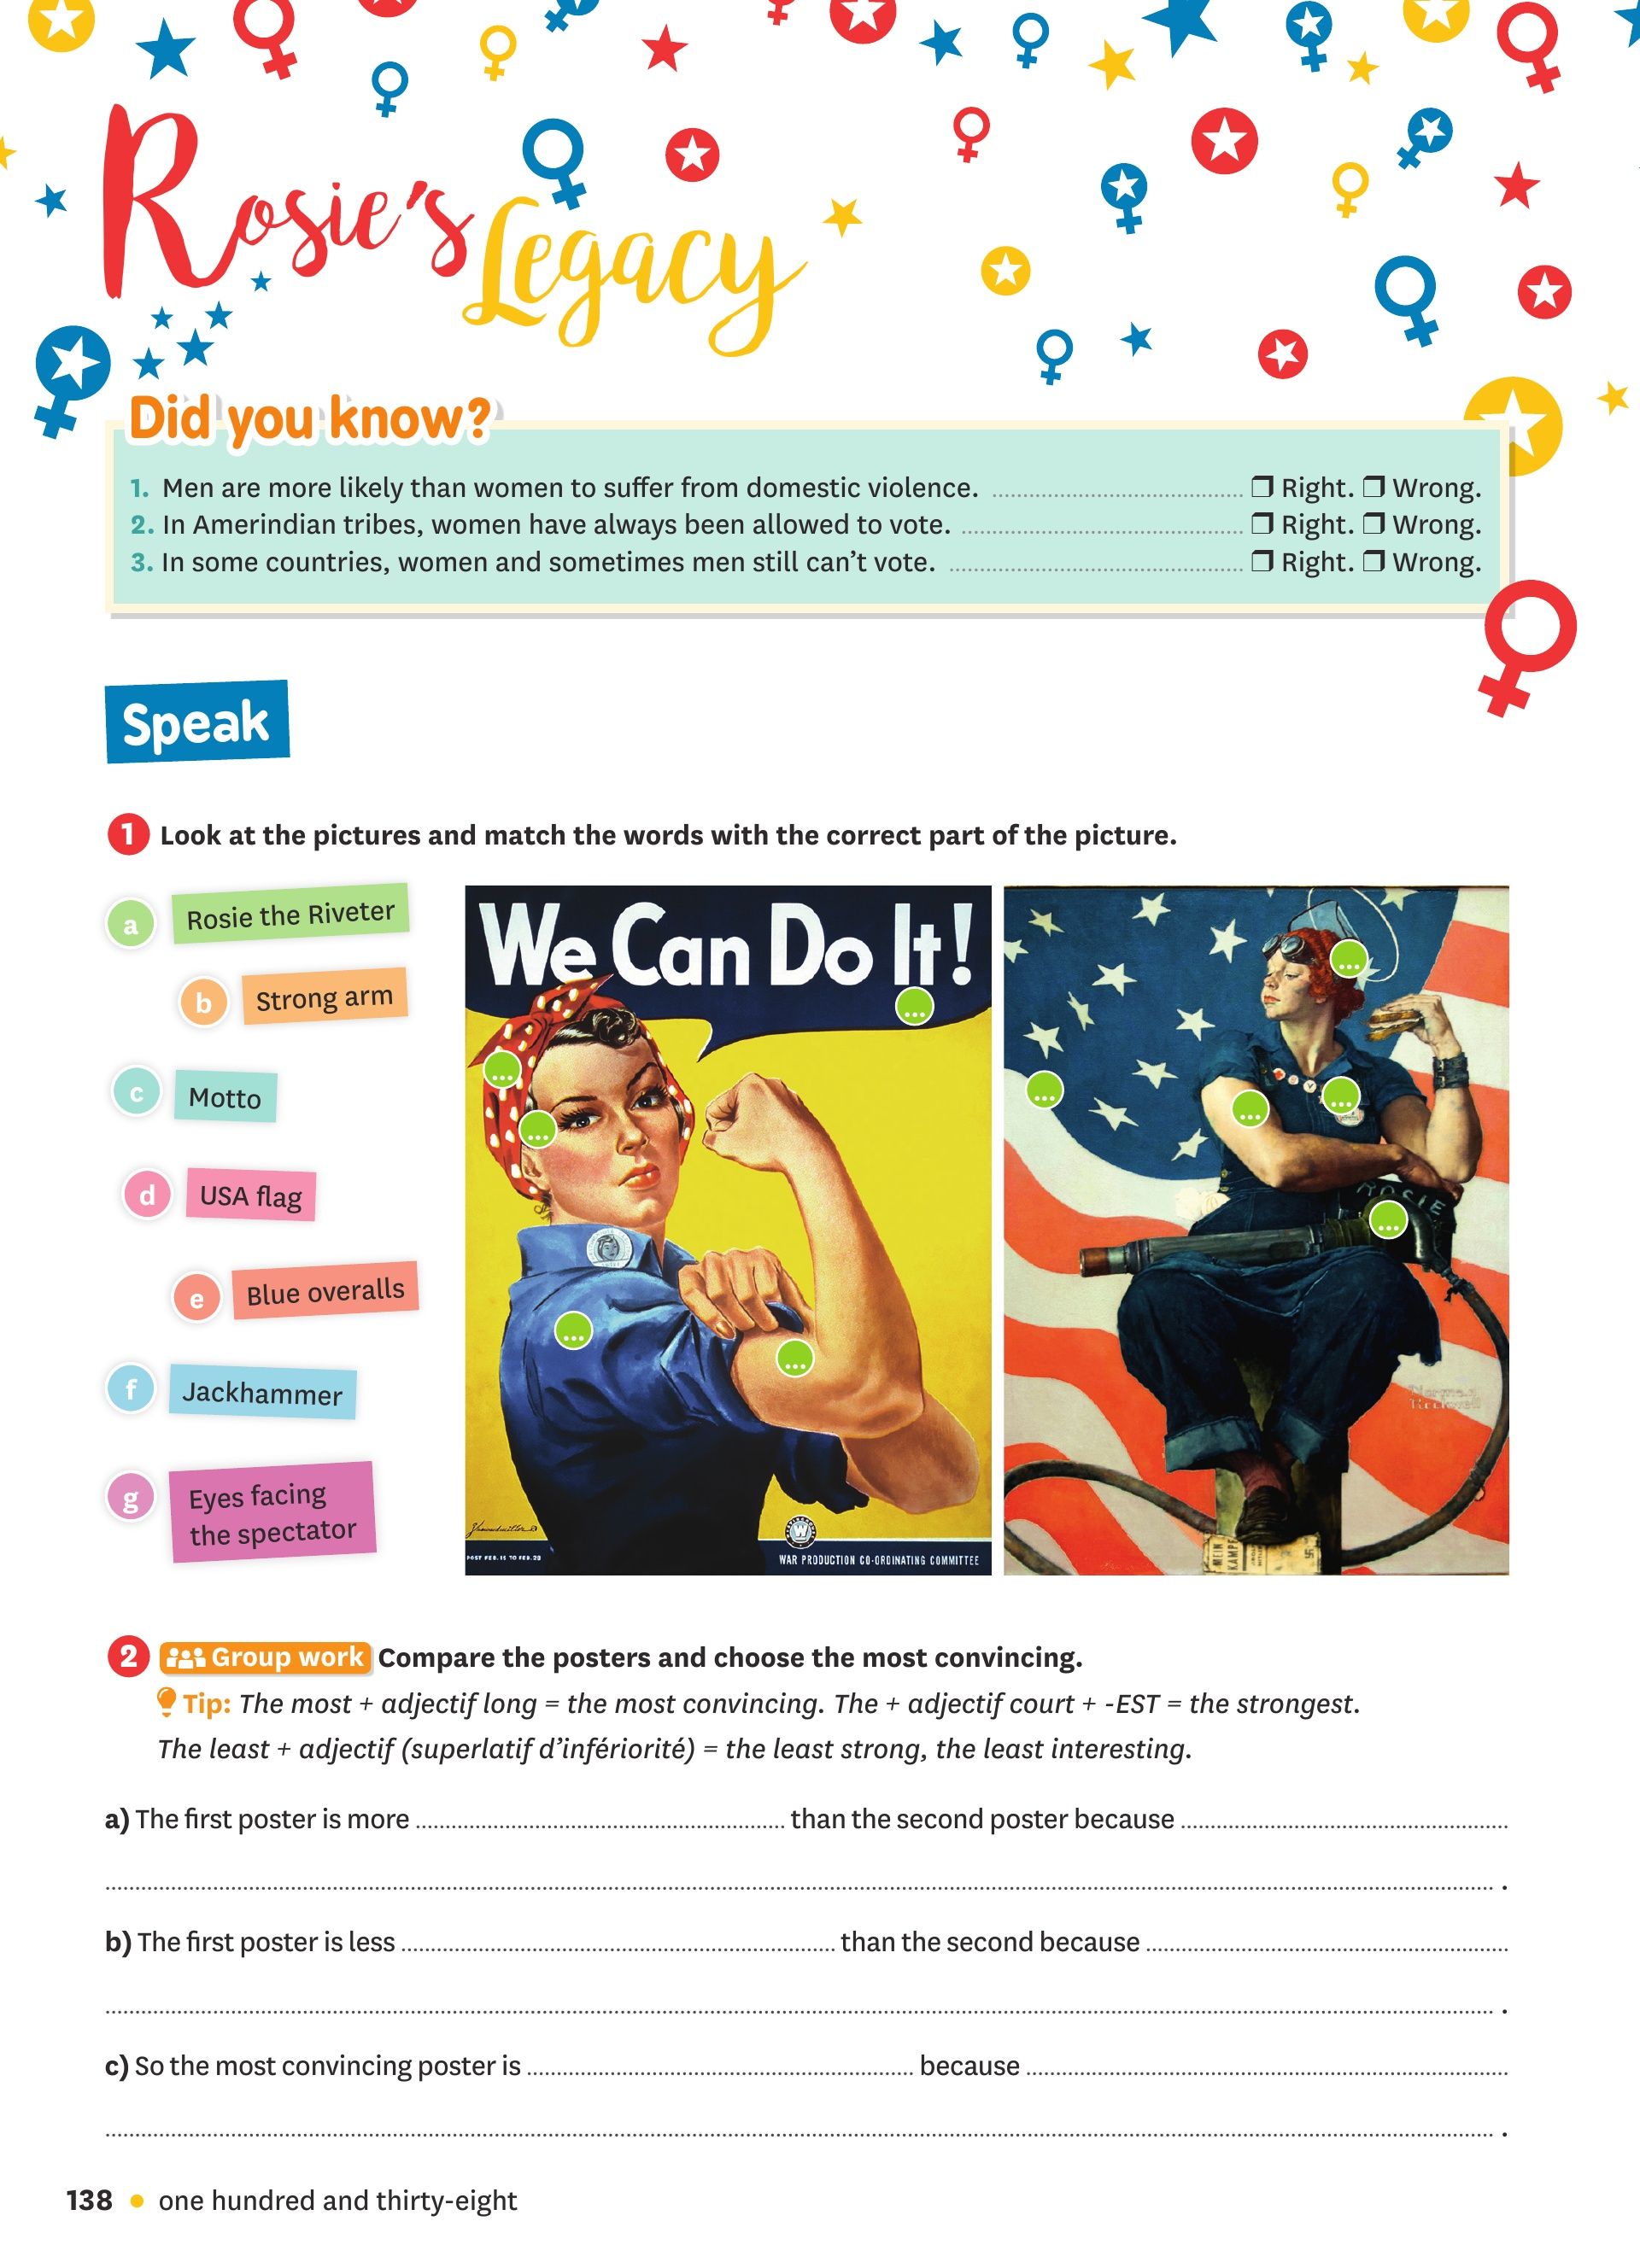 Rosie's
Legacy
Did you know?
1. Men are more likely than women to suffer from domestic violence. ❒ Right. ❒ Wrong.
2. In Amerindian tribes, women have always been allowed to vote. ❒ Right. ❒ Wrong.
3. In some countries, women and sometimes men still can't vote. ❒ Right. ❒ Wrong.
Speak
1 Look at the pictures and match the words with the correct part of the picture.
a Rosie the Riveter
b Strong arm
c Motto
d USA flag
e Blue overalls
f Jackhammer
g Eyes facing
the spectator
We Can Do It!
...
...
...
...
...
POST FEB. 15 TO FEB. 28
W
WAR PRODUCTION CO-ORDINATING COMMITTEE
...
...
...
...
ROSIE
...
Norman
Rockwell
MEIN
KAMPF
2 Group work Compare the posters and choose the most convincing.
Tip: The most + adjectif long = the most convincing. The + adjectif court + -EST = the strongest.
The least + adjectif (superlatif d'infériorité) = the least strong, the least interesting.
a) The first poster is more ........ than the second poster because ........
........ .
b) The first poster is less ........ than the second because ........
........ .
c) So the most convincing poster is ........ because ........
........ .
138 • one hundred and thirty-eight